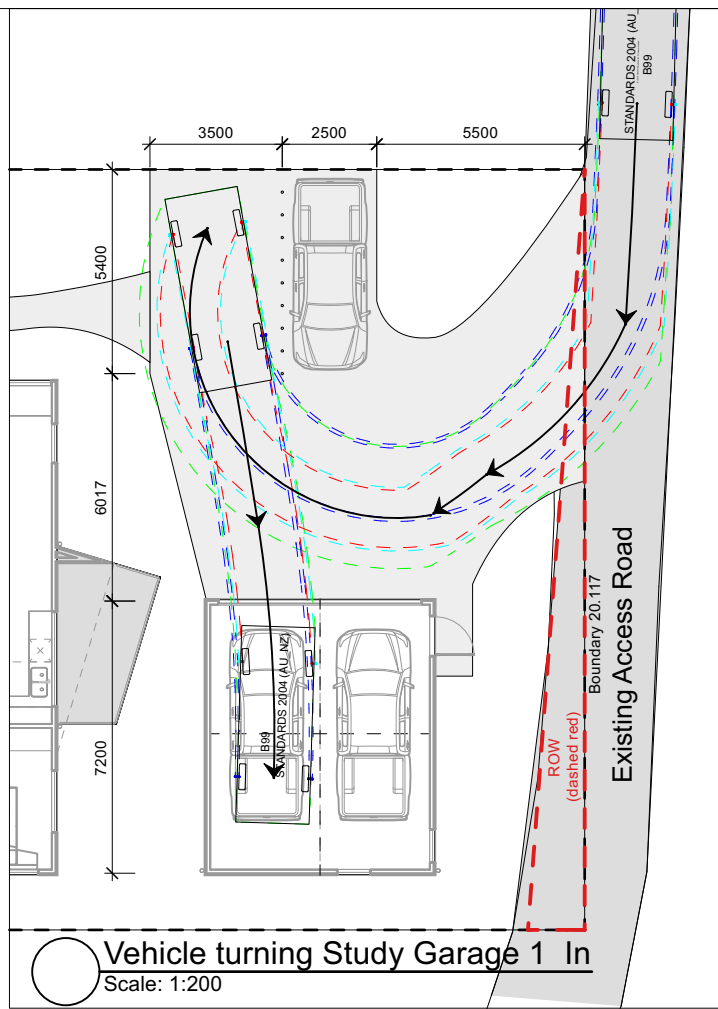 STANDARDS 2004 (AU
B99
3500
2500
5500
5400
6017
7200
STANDARDS 2004 (AU_NZ)
B99
Boundary 20.117
Existing Access Road
ROW
(dashed red)
Vehicle turning Study Garage 1 In
Scale: 1:200